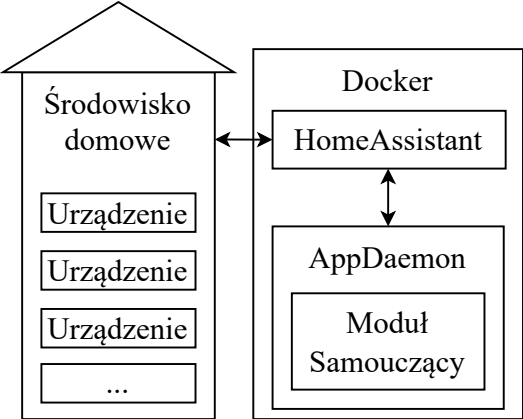 Środowisko
domowe
Urządzenie
Urządzenie
Urządzenie
...
Docker
HomeAssistant
AppDaemon
Moduł
Samouczący